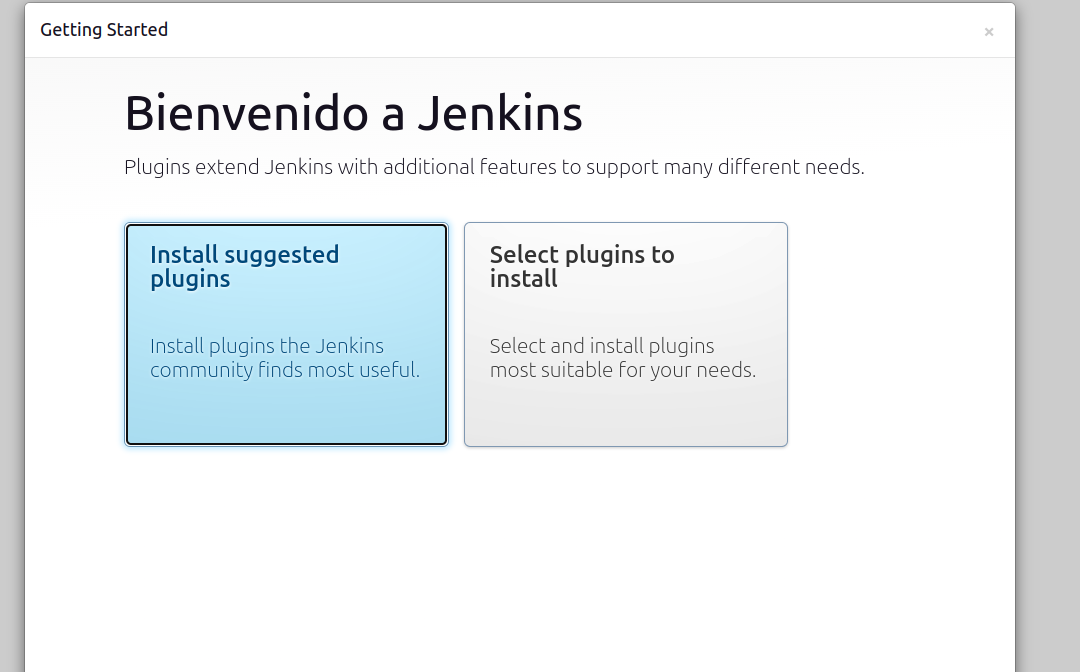 Getting Started
×
Bienvenido a Jenkins
Plugins extend Jenkins with additional features to support many different needs.
Install suggested
plugins
Install plugins the Jenkins
community finds most useful.
Select plugins to
install
Select and install plugins
most suitable for your needs.